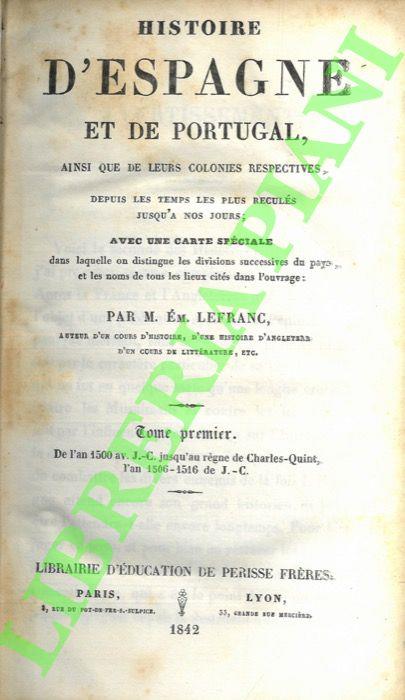 HISTOIRE
D'ESPAGNE
ET DE PORTUGAL,
AINSI QUE DE LEURS COLONIES RESPECTIVES,
DEPUIS LES TEMPS LES PLUS RECULÉS
JUSQU'A NOS JOURS;
AVEC UNE CARTE SPÉCIALE
dans laquelle on distingue les divisions successives du pays,
et les noms de tous les lieux cités dans l'ouvrage:
PAR M. ÉM. LEFRANC,
AUTEUR D'UN COURS D'HISTOIRE, D'UNE HISTOIRE D'ANGLETERRE
D'UN COURS DE LITTÉRATURE, ETC.
Tome premier.
De l'an 1500 av. J.-C. jusqu'au règne de Charles-Quint,
l'an 1506-1516 de J.-C.
LIBRAIRIE D'ÉDUCATION DE PERISSE FRÈRES.
PARIS, LYON,
RUE DU POT-DE-FER-S.-SULPICE. 33, GRANDE RUE MERCIÈRE.
1842
LIBRERIA PIANI